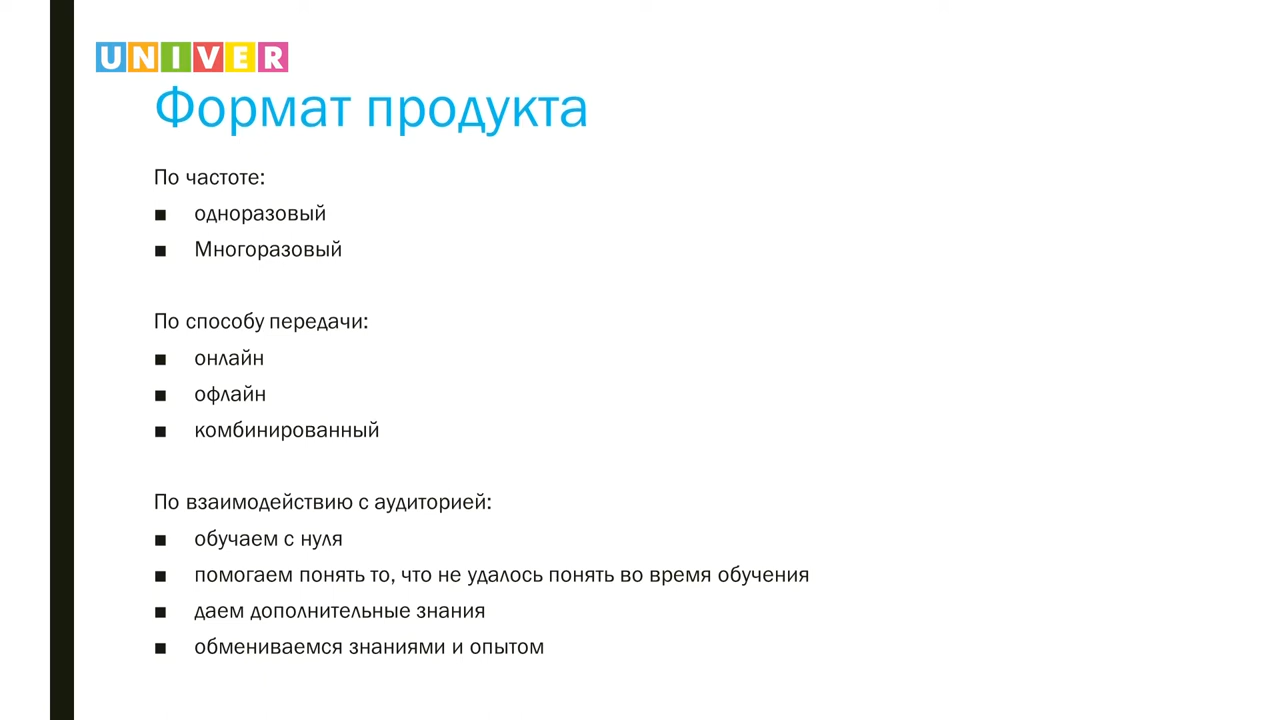 UNIVER
Формат продукта
По частоте:
■ одноразовый
■ Многоразовый
По способу передачи:
■ онлайн
■ офлайн
■ комбинированный
По взаимодействию с аудиторией:
■ обучаем с нуля
■ помогаем понять то, что не удалось понять во время обучения
■ даем дополнительные знания
■ обмениваемся знаниями и опытом